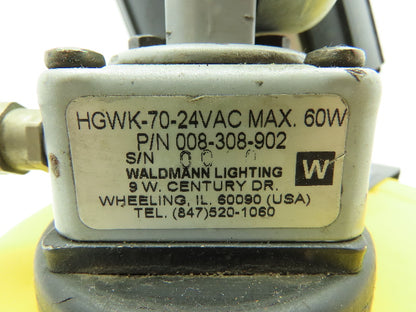 HGWK-70-24VAC MAX. 60W
P/N 008-308-902
S/N
WALDMANN LIGHTING
9 W. CENTURY DR. W
WHEELING, IL. 60090 (USA)
TEL. (847)520-1060